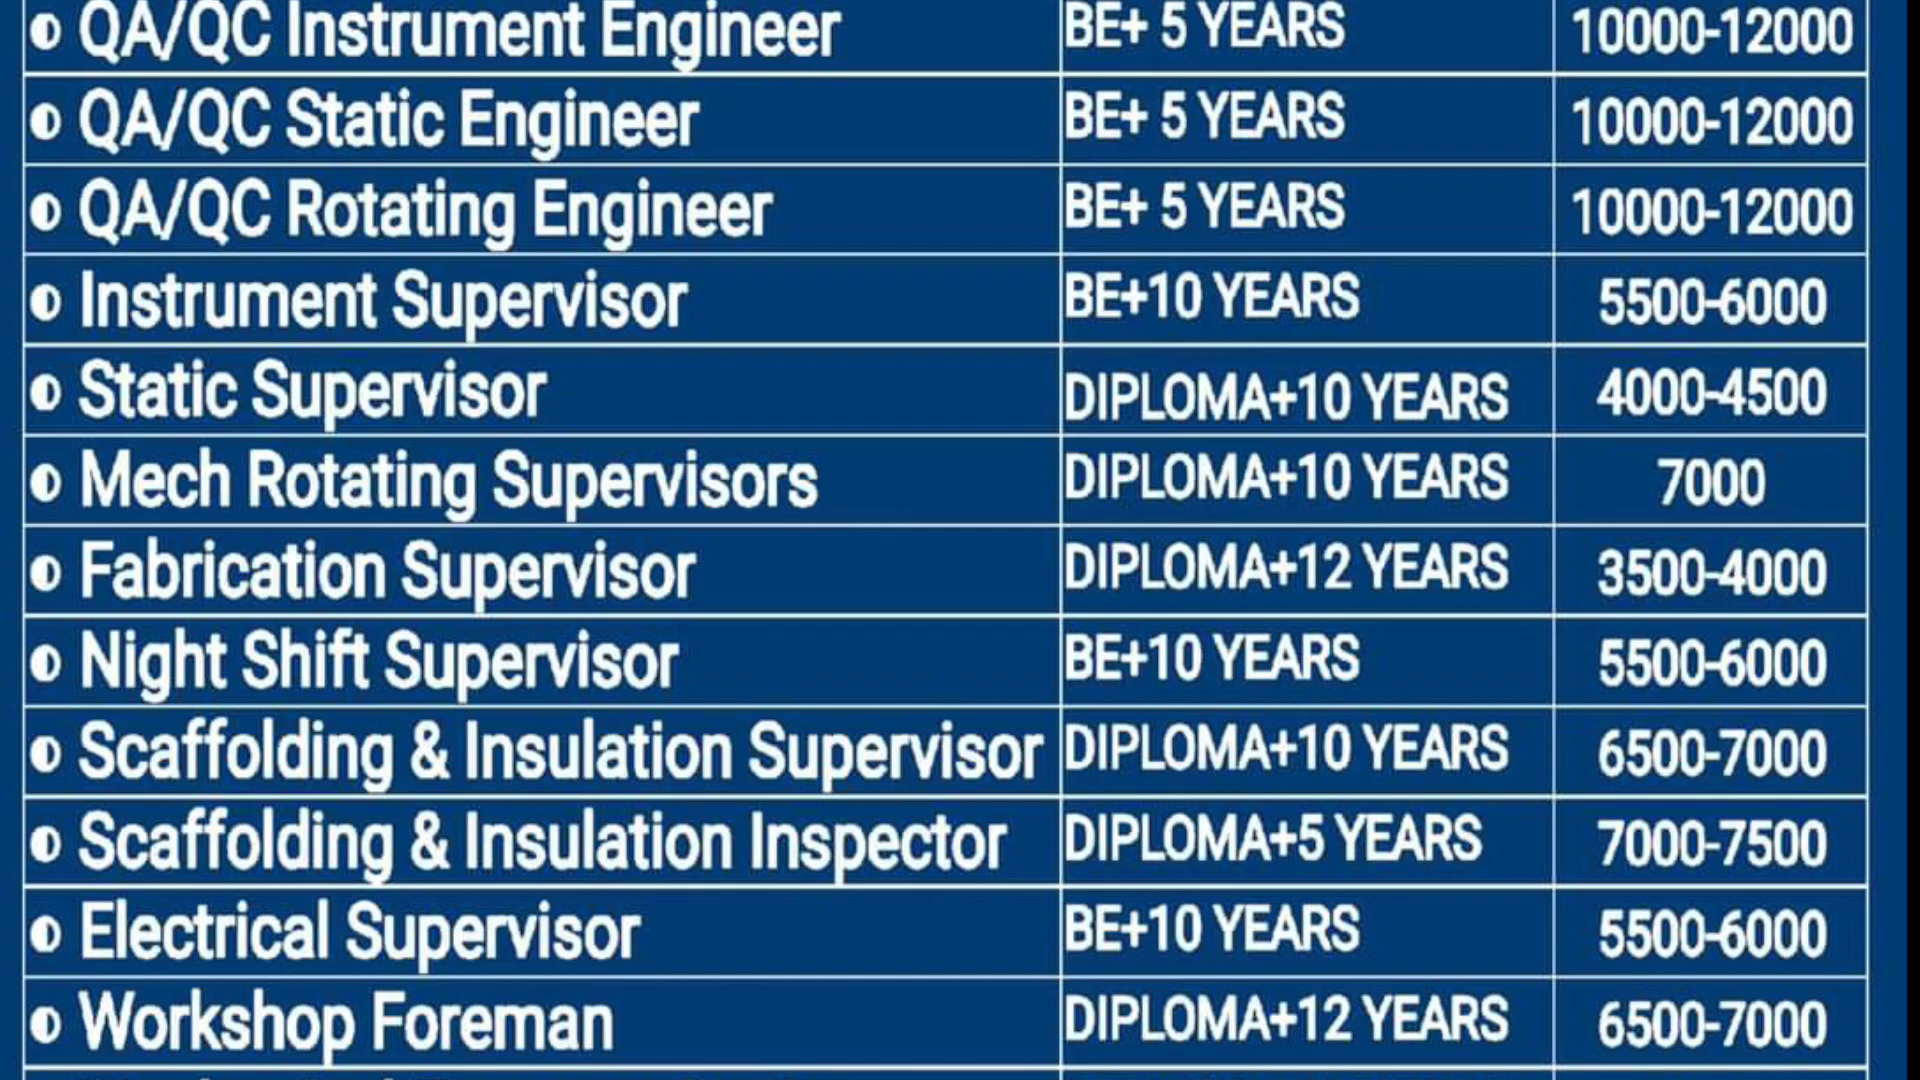 ◐ QA/QC Instrument Engineer BE+ 5 YEARS 10000-12000
◐ QA/QC Static Engineer BE+ 5 YEARS 10000-12000
◐ QA/QC Rotating Engineer BE+ 5 YEARS 10000-12000
◐ Instrument Supervisor BE+10 YEARS 5500-6000
◐ Static Supervisor DIPLOMA+10 YEARS 4000-4500
◐ Mech Rotating Supervisors DIPLOMA+10 YEARS 7000
◐ Fabrication Supervisor DIPLOMA+12 YEARS 3500-4000
◐ Night Shift Supervisor BE+10 YEARS 5500-6000
◐ Scaffolding & Insulation Supervisor DIPLOMA+10 YEARS 6500-7000
◐ Scaffolding & Insulation Inspector DIPLOMA+5 YEARS 7000-7500
◐ Electrical Supervisor BE+10 YEARS 5500-6000
◐ Workshop Foreman DIPLOMA+12 YEARS 6500-7000